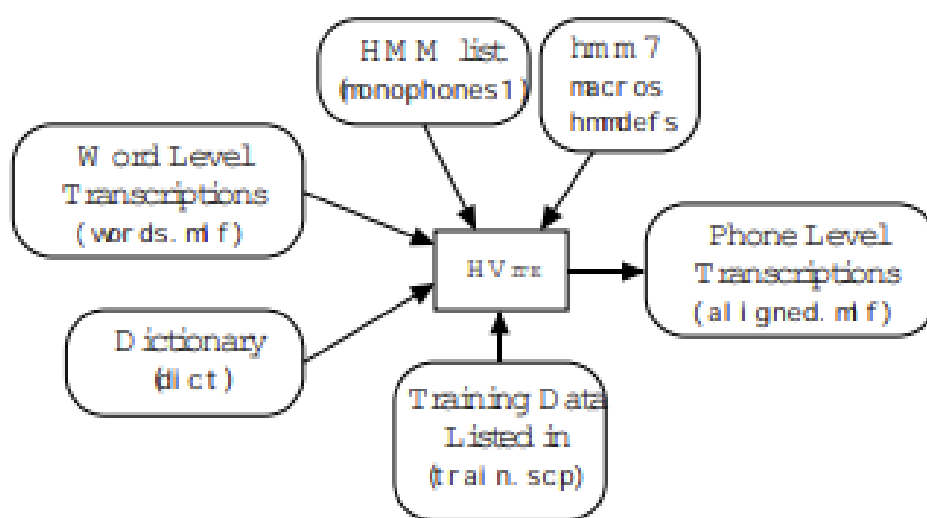 HMM list
(monophones1)
hmm7
macros
hmmdefs
Word Level
Transcriptions
(words.mlf)
Phone Level
Transcriptions
(aligned.mlf)
Dictionary
(dict)
Training Data
Listed in
(train.scp)